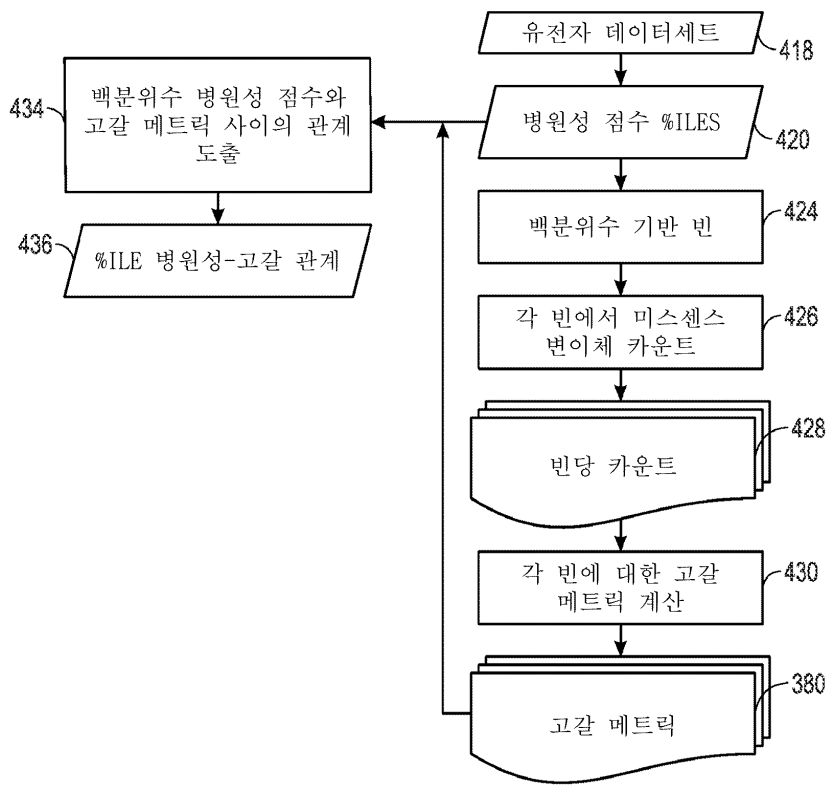 유전자 데이터세트
418
백분위수 병원성 점수와
고갈 메트릭 사이의 관계
도출
434
병원성 점수 %ILES
420
백분위수 기반 빈
424
%ILE 병원성-고갈 관계
436
각 빈에서 미스센스
변이체 카운트
426
빈당 카운트
428
각 빈에 대한 고갈
메트릭 계산
430
고갈 메트릭
380